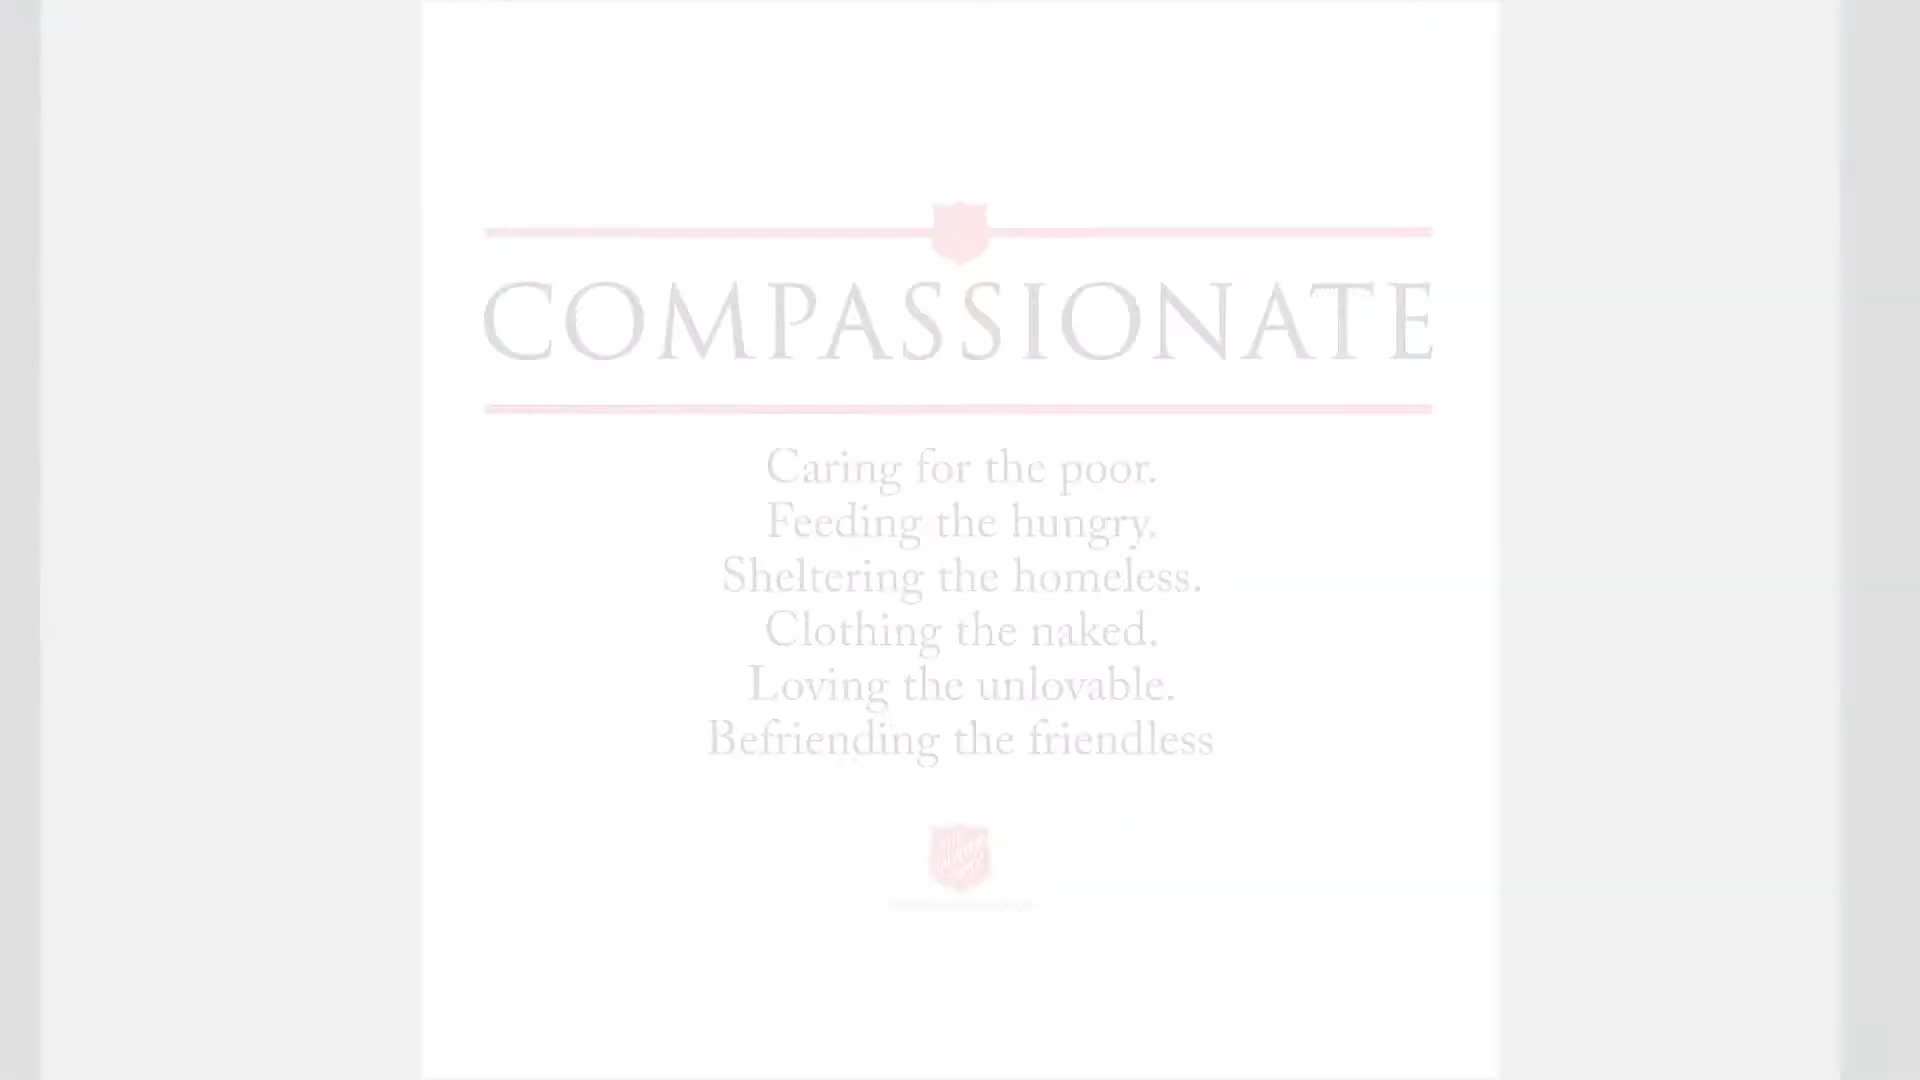 COMPASSIONATE
Caring for the poor.
Feeding the hungry.
Sheltering the homeless.
Clothing the naked.
Loving the unlovable.
Befriending the friendless